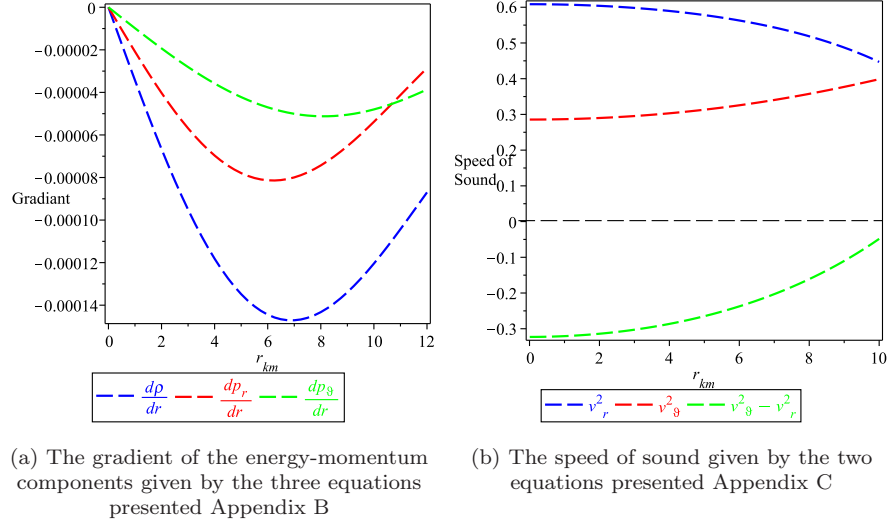 0
−0.00002
−0.00004
−0.00006
−0.00008
Gradiant
−0.00010
−0.00012
−0.00014
0 2 4 6 8 10 12
r_km
dρ/dr dp_r/dr dp_ϑ/dr
(a) The gradient of the energy-momentum
components given by the three equations
presented Appendix B
0.6
0.5
0.4
0.3
Speed of
Sound
0.2
0.1
0
−0.1
−0.2
−0.3
0 2 4 6 8 10
r_km
v²_r v²_ϑ v²_ϑ − v²_r
(b) The speed of sound given by the two
equations presented Appendix C